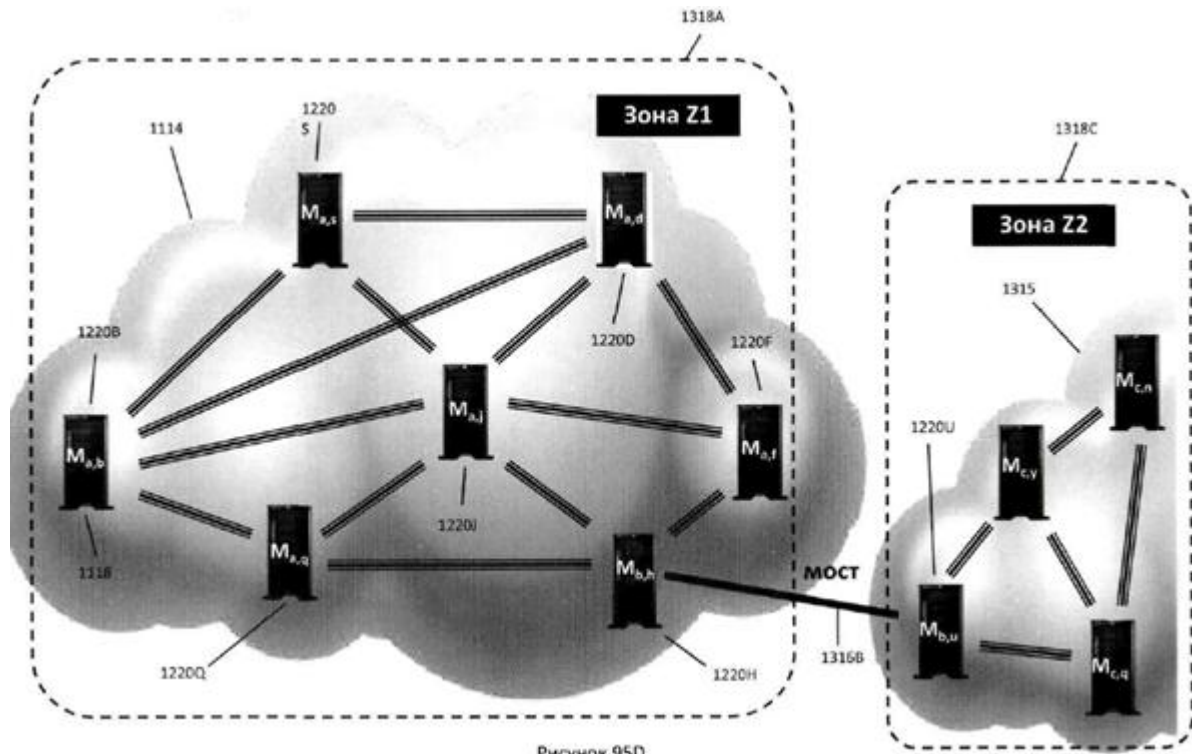 1318A
1220
S
Зона Z1
1114
1318C
Ma,s
Ma,d
Зона Z2
1315
1220B
1220D
1220F
Mc,n
Ma,j
1220U
Ma,b
Ma,f
Mc,y
1220J
Ma,q
1118
Mb,h
МОСТ
Mb,u
1316B
Mc,q
1220Q
1220H
Рисунок 95D